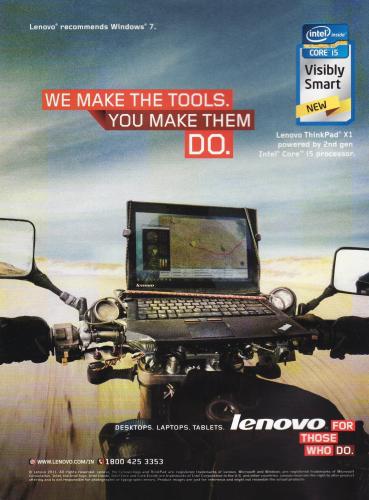 Lenovo® recommends Windows® 7.
intel inside™
CORE i5
Visibly
Smart
NEW
WE MAKE THE TOOLS.
YOU MAKE THEM
DO.
Lenovo ThinkPad® X1
powered by 2nd gen
Intel® Core™ i5 processor.
lenovo
DESKTOPS. LAPTOPS. TABLETS.
lenovo FOR
THOSE
WHO DO.
WWW.LENOVO.COM/IN 1800 425 3353